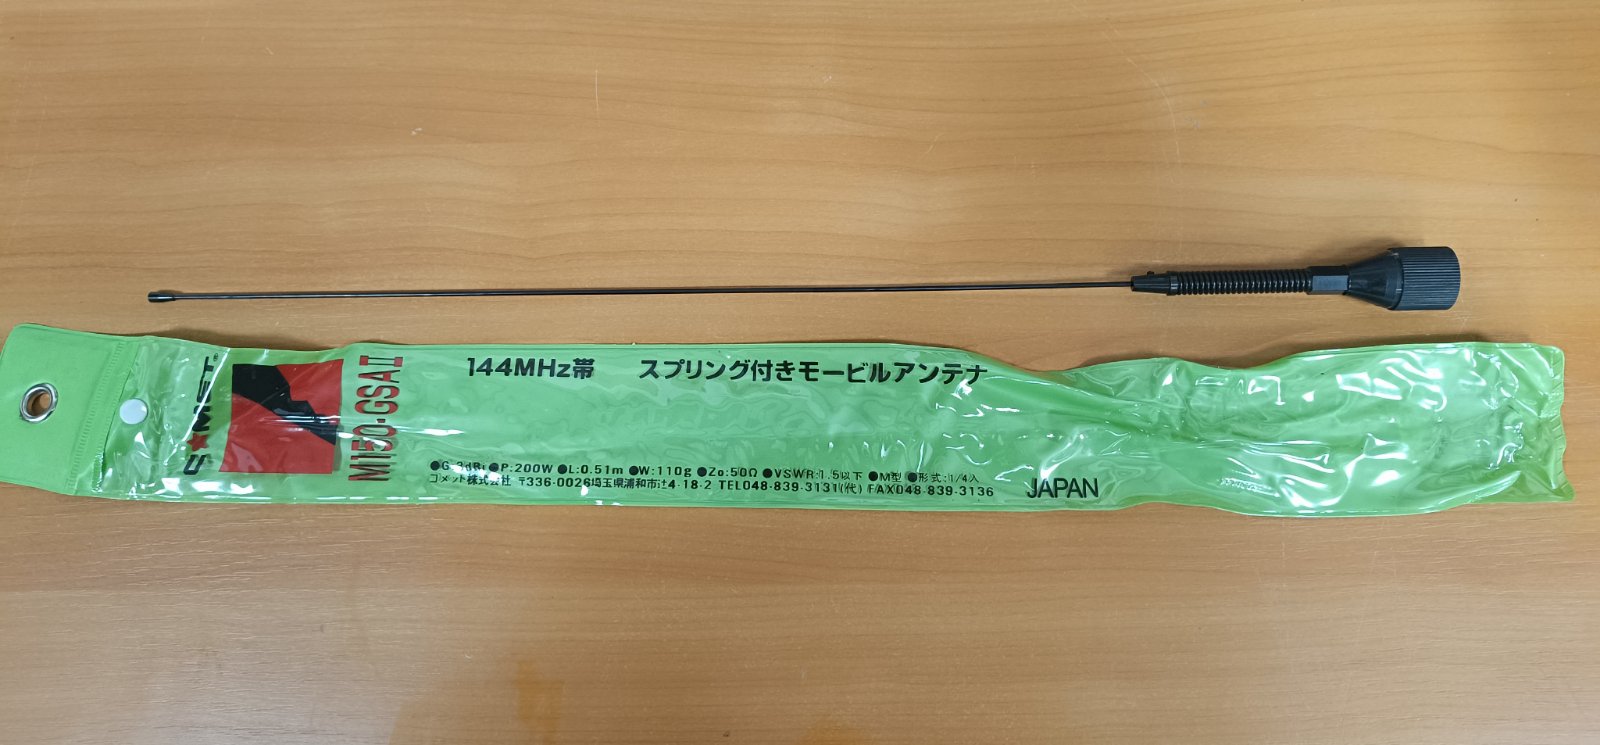 COMET®
M150-GSAⅡ
144MHz帯 スプリング付きモービルアンテナ
●G:3dBi ●P:200W ●L:0.51m ●W:110g ●Zo:50Ω ●VSWR:1.5以下 ●M型 ●形式:1/4λ
コメット株式会社 〒336-0026埼玉県浦和市辻4-18-2 TEL048-839-3131(代) FAX048-839-3136
JAPAN